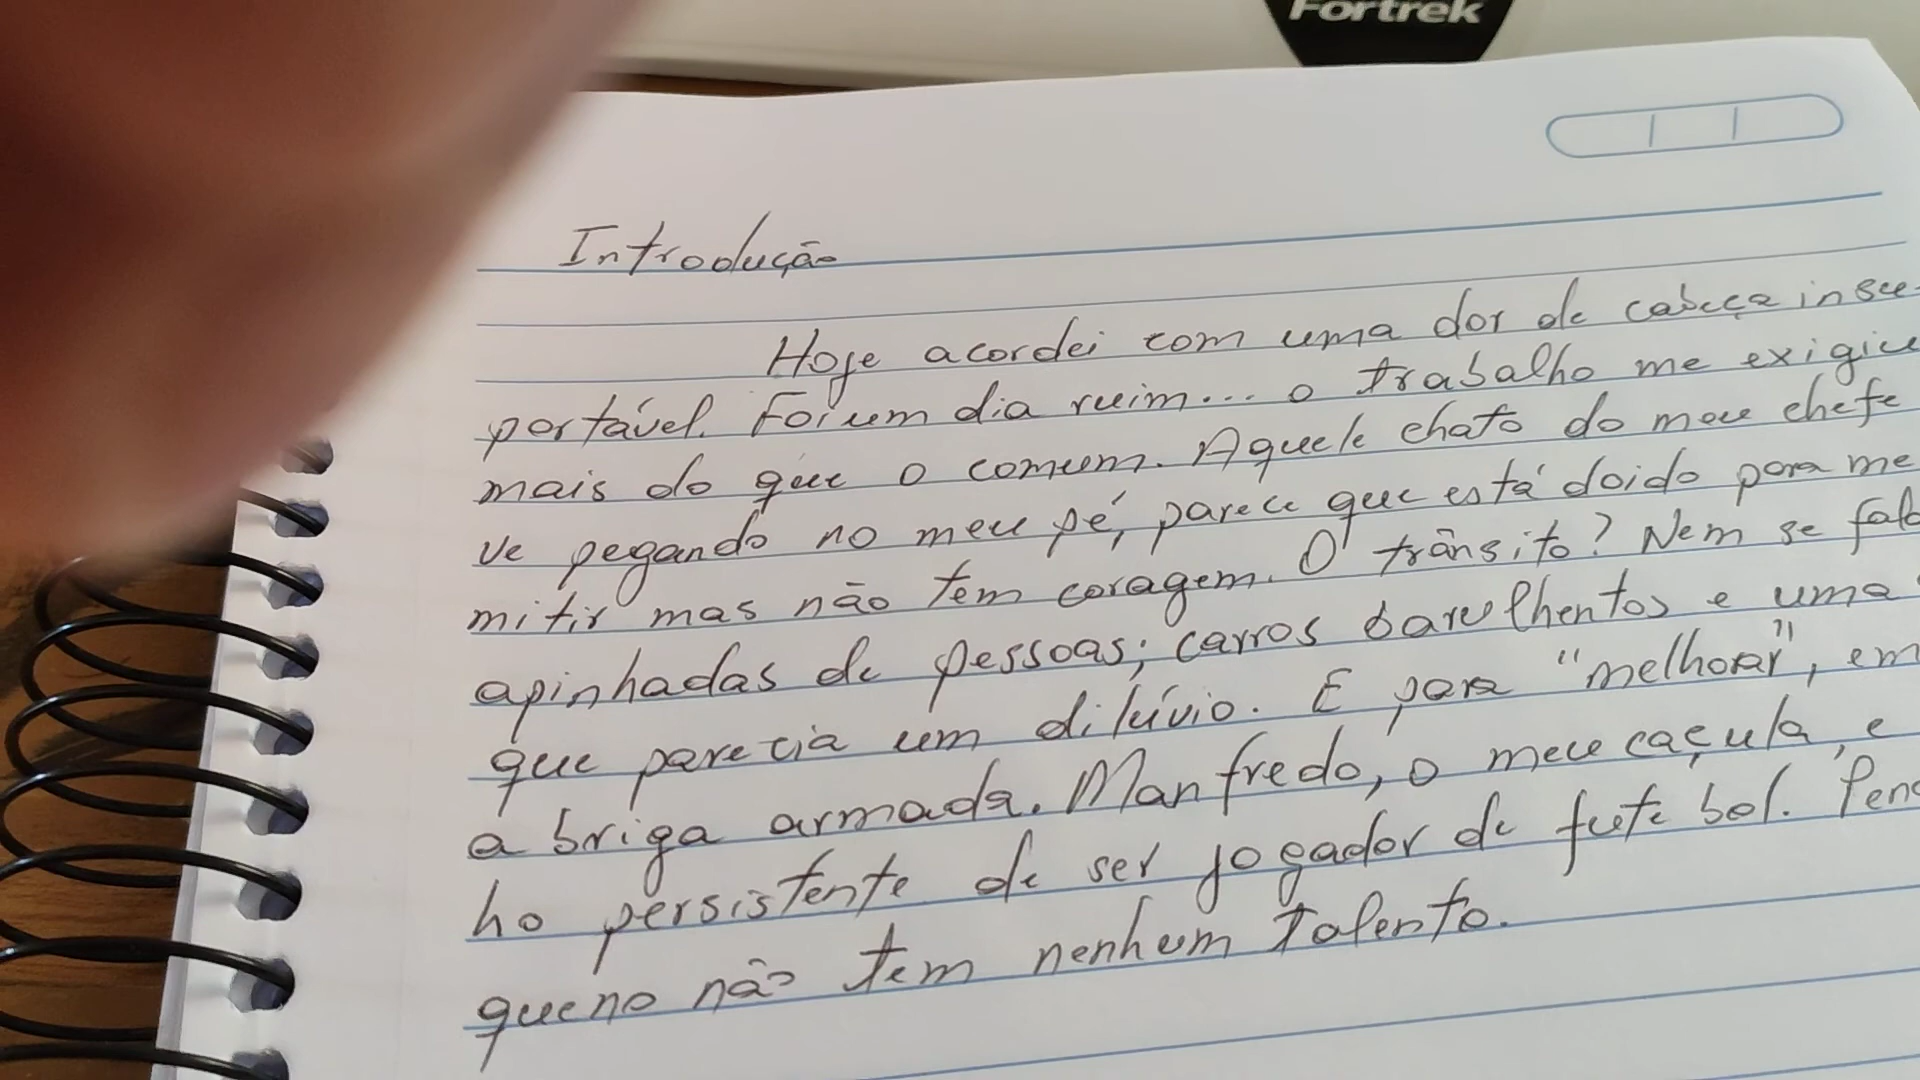 Fortrek
Introdução
Hoje acordei com uma dor de cabeça insu-
portável. Foi um dia ruim... o trabalho me exigiu
mais do que o comum. Aquele chato do meu chefe
ve pegando no meu pé, parece que está doido para me
mitir mas não tem coragem. O trânsito? Nem se fala
apinhadas de pessoas; carros barulhentos e uma
que parecia um dilúvio. E para "melhorar", em
a briga armada. Manfredo, o meu caçula, e
ho persistente de ser jogador de futebol. Pena
queno não tem nenhum talento.